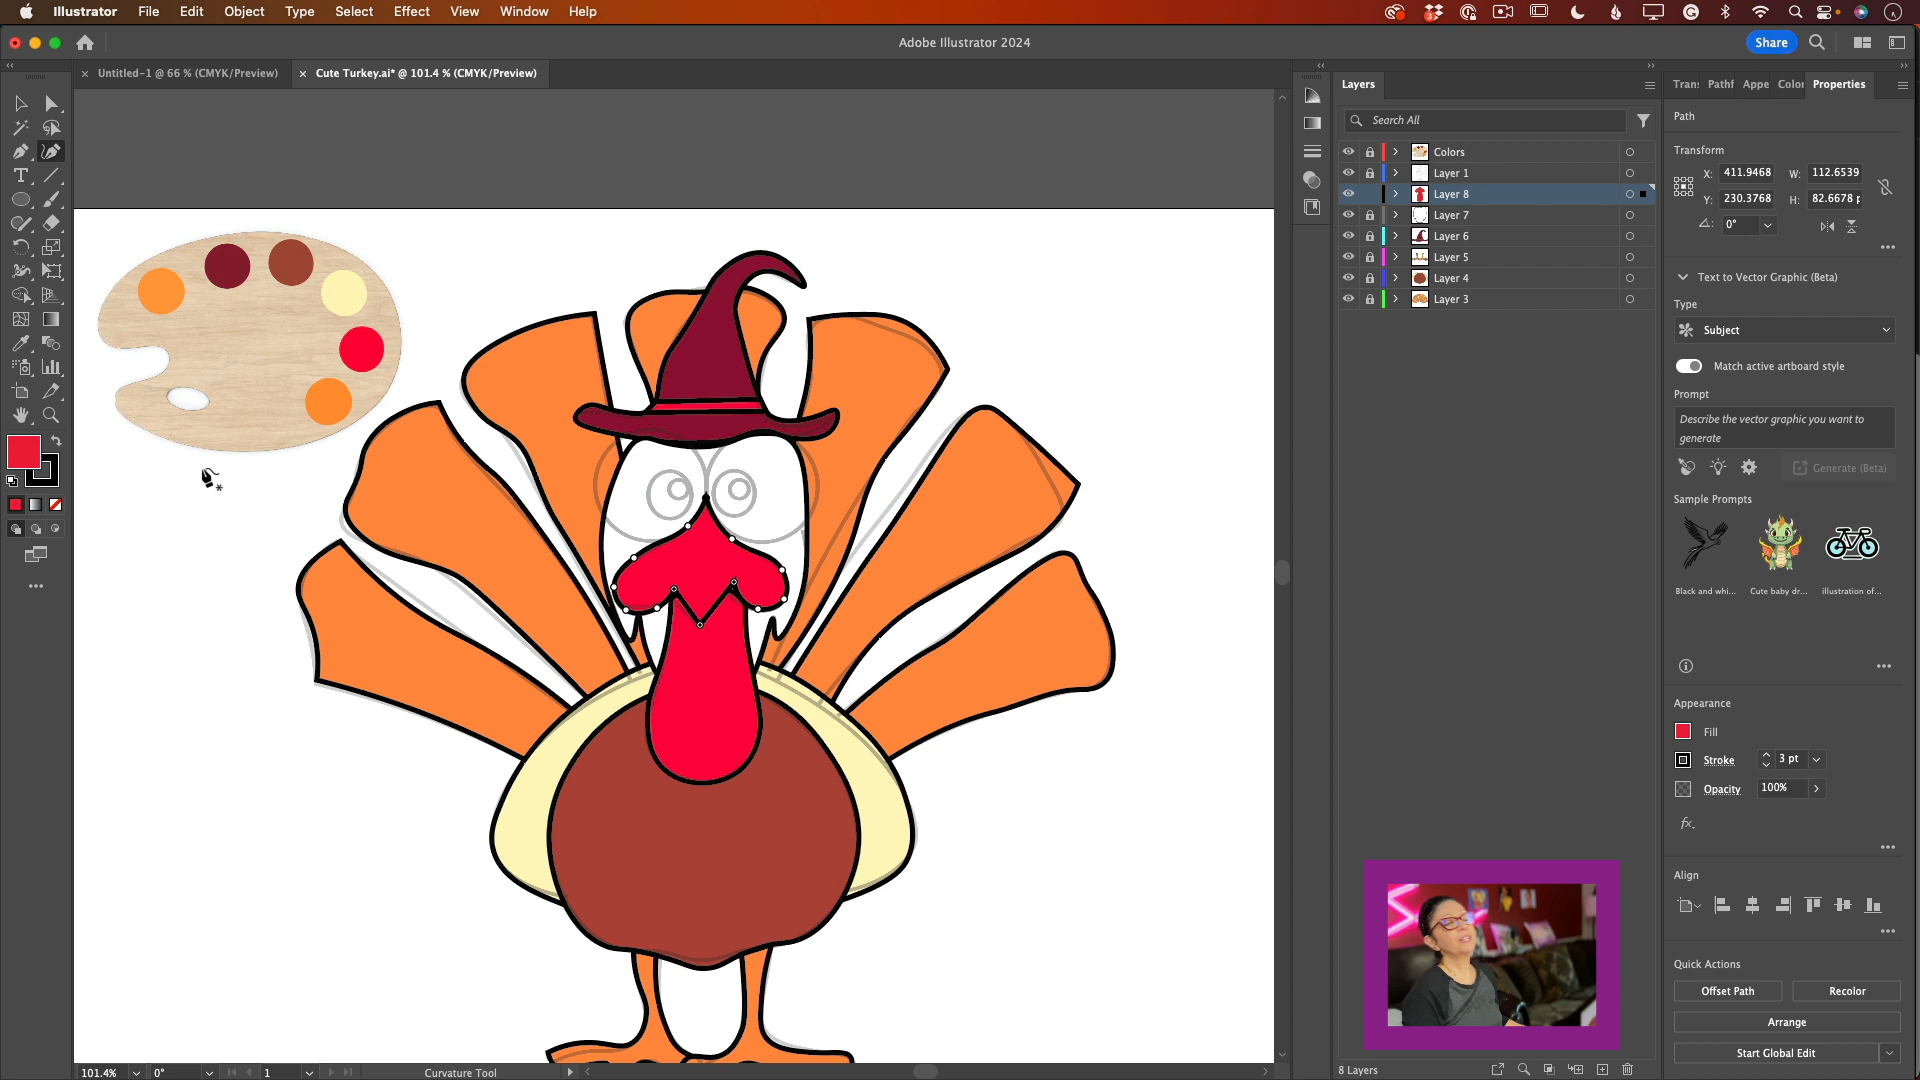 Illustrator File Edit Object Type Select Effect View Window Help
Adobe Illustrator 2024
Share
Untitled-1 @ 66 % (CMYK/Preview)
Cute Turkey.ai* @ 101.4 % (CMYK/Preview)
Layers
Search All
Colors
Layer 1
Layer 8
Layer 7
Layer 6
Layer 5
Layer 4
Layer 3
Trans Pathf Appe Color Properties
Path
Transform
X: 411.9468 W: 112.6539
Y: 230.3768 H: 82.6678 p
0°
Text to Vector Graphic (Beta)
Type
Subject
Match active artboard style
Prompt
Describe the vector graphic you want to
generate
Generate (Beta)
Sample Prompts
Black and whi... Cute baby dr... illustration of...
Appearance
Fill
Stroke 3 pt
Opacity 100%
fx.
Align
Quick Actions
Offset Path Recolor
Arrange
Start Global Edit
101.4% 0° 1 Curvature Tool
8 Layers